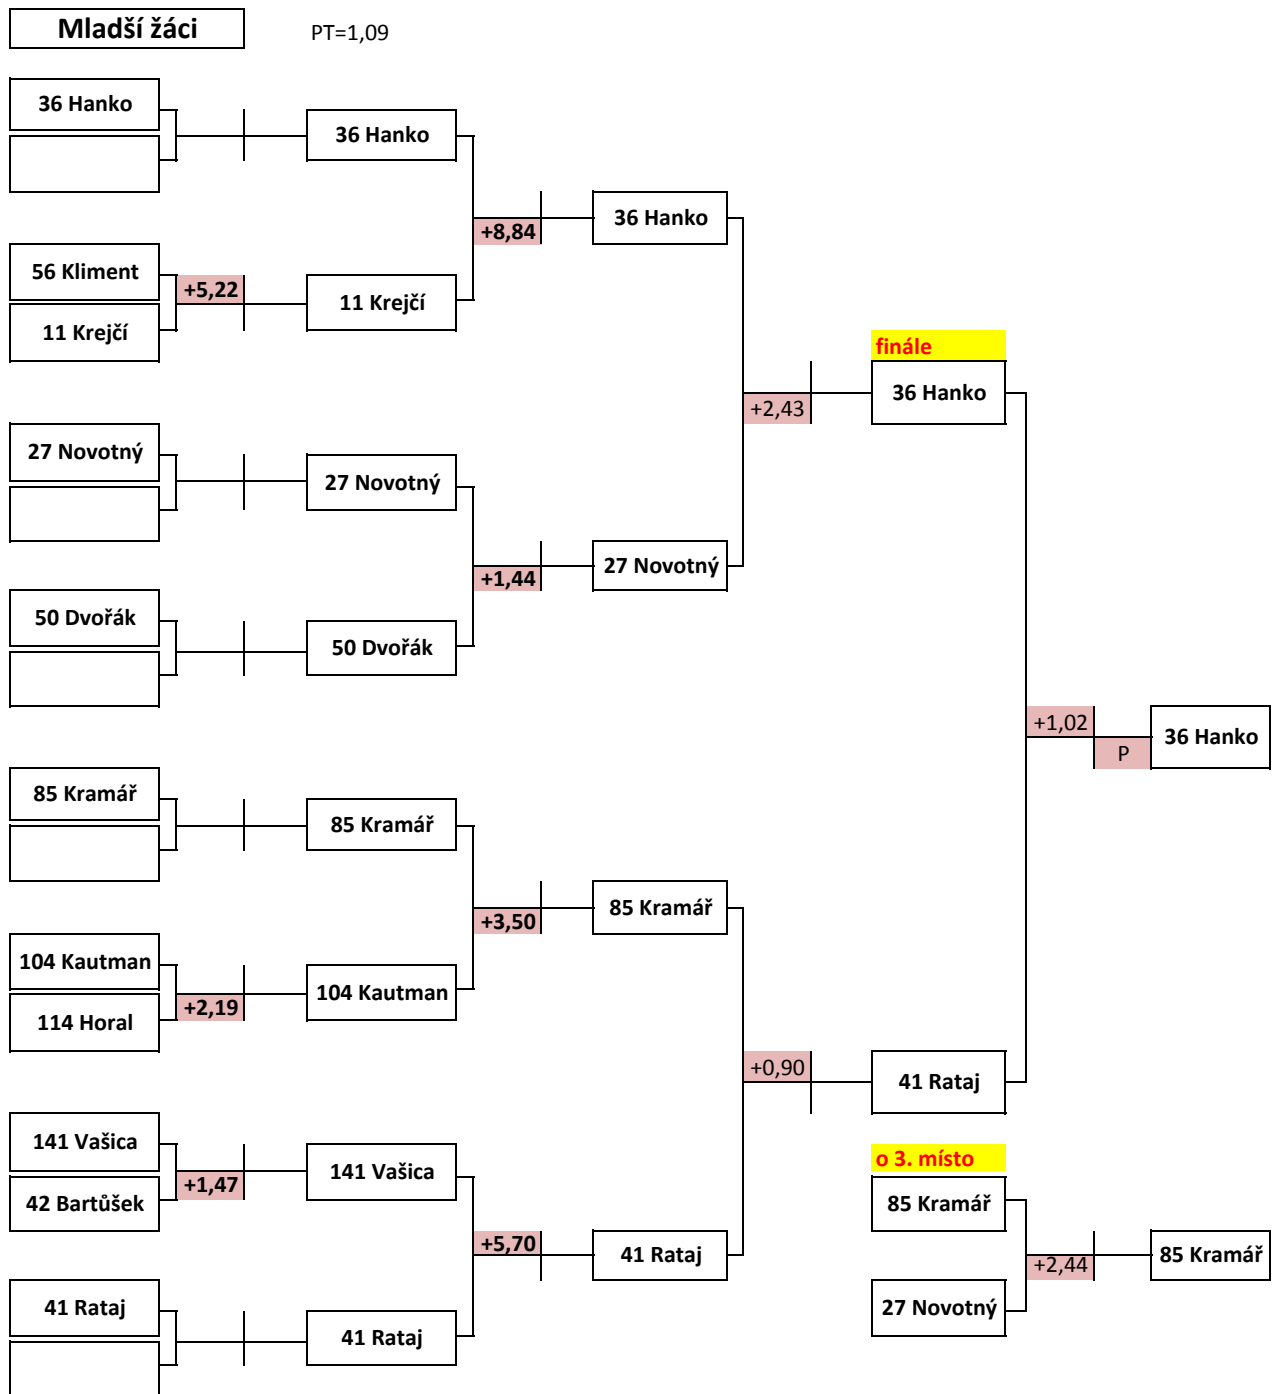 Mladší žáci
PT=1,09
36 Hanko
36 Hanko
+8,84
36 Hanko
56 Kliment
+5,22
11 Krejčí
11 Krejčí
finále
36 Hanko
+2,43
27 Novotný
27 Novotný
+1,44
27 Novotný
50 Dvořák
50 Dvořák
+1,02
P
36 Hanko
85 Kramář
85 Kramář
+3,50
85 Kramář
104 Kautman
+2,19
104 Kautman
114 Horal
+0,90
41 Rataj
141 Vašica
+1,47
141 Vašica
42 Bartůšek
o 3. místo
85 Kramář
+5,70
41 Rataj
+2,44
85 Kramář
41 Rataj
41 Rataj
27 Novotný